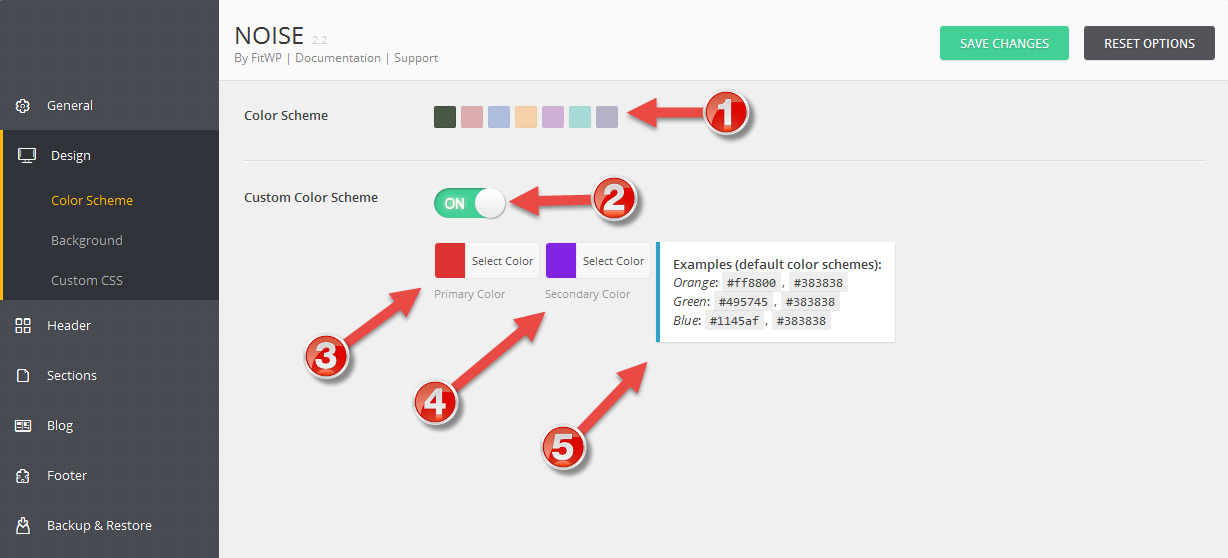 NOISE 2.2
By FitWP | Documentation | Support
SAVE CHANGES
RESET OPTIONS
General
Design
Color Scheme
Background
Custom CSS
Header
Sections
Blog
Footer
Backup & Restore
Color Scheme
1
Custom Color Scheme
ON
2
Select Color
Primary Color
Select Color
Secondary Color
Examples (default color schemes):
Orange: #ff8800 , #383838
Green: #495745 , #383838
Blue: #1145af , #383838
3
4
5